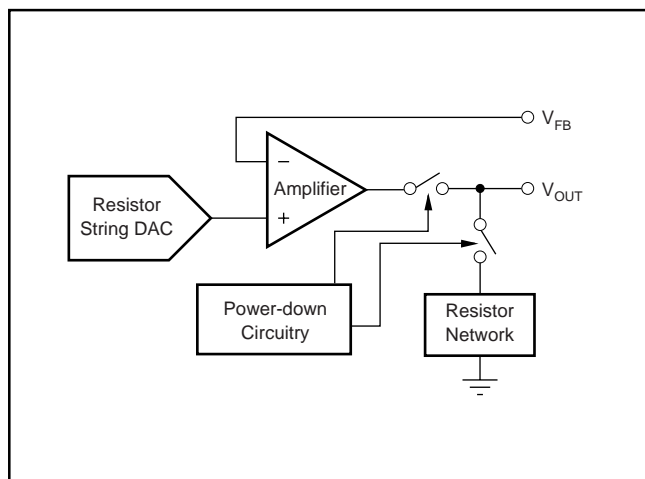 V_FB
−
Amplifier
+
V_OUT
Resistor
String DAC
Power-down
Circuitry
Resistor
Network